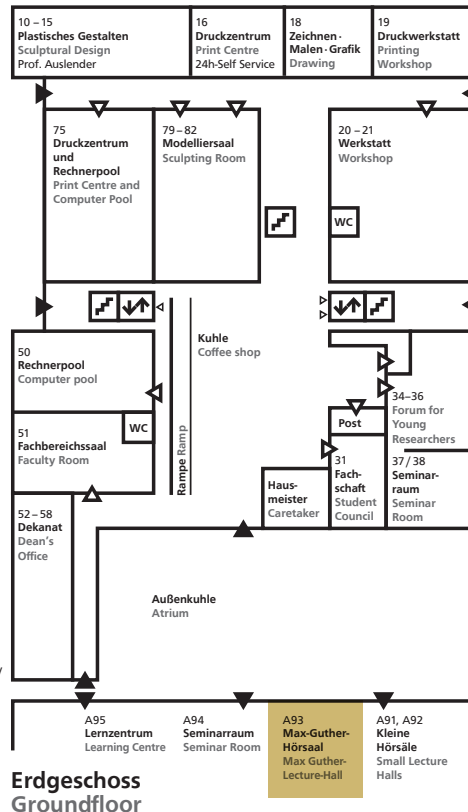 10 – 15
Plastisches Gestalten
Sculptural Design
Prof. Auslender
16
Druckzentrum
Print Centre
24h-Self Service
18
Zeichnen·
Malen·Grafik
Drawing
19
Druckwerkstatt
Printing
Workshop
75
Druckzentrum
und
Rechnerpool
Print Centre and
Computer Pool
79 – 82
Modelliersaal
Sculpting Room
20 – 21
Werkstatt
Workshop
WC
Kuhle
Coffee shop
50
Rechnerpool
Computer pool
51
Fachbereichssaal
Faculty Room
WC
Rampe Ramp
34–36
Forum for
Young
Researchers
Post
31
Fach-
schaft
Student
Council
37 / 38
Seminar-
raum
Seminar
Room
Haus-
meister
Caretaker
52 – 58
Dekanat
Dean's
Office
Außenkuhle
Atrium
A95
Lernzentrum
Learning Centre
A94
Seminarraum
Seminar Room
A93
Max-Guther-
Hörsaal
Max Guther-
Lecture-Hall
A91, A92
Kleine
Hörsäle
Small Lecture
Halls
Erdgeschoss
Groundfloor